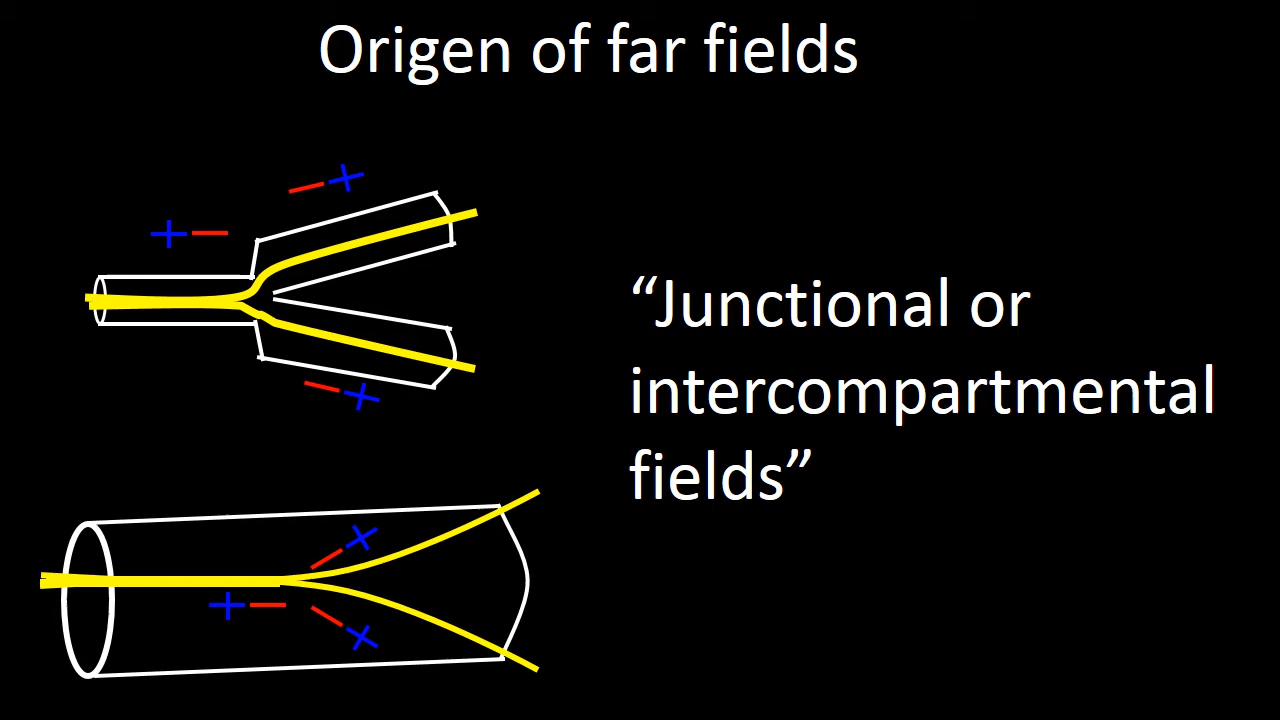 Origen of far fields
“Junctional or
intercompartmental
fields”